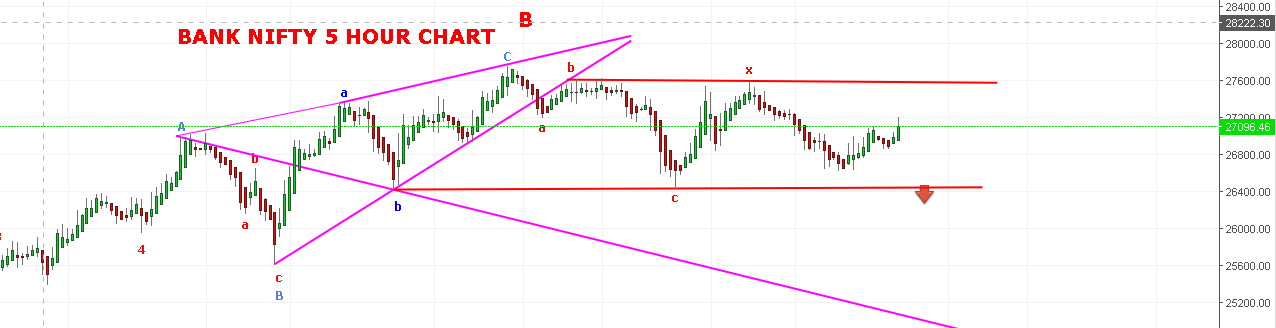 B
BANK NIFTY 5 HOUR CHART
C
b
x
a
A
b
a
b
c
a
4
c
B
28400.00
28222.30
28000.00
27600.00
27200.00
27096.46
26800.00
26400.00
26000.00
25600.00
25200.00